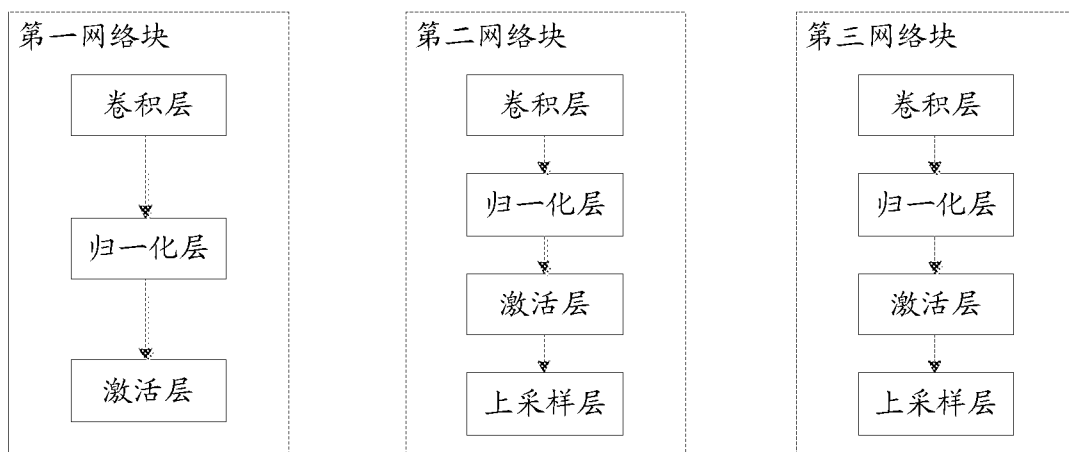 第一网络块
卷积层
归一化层
激活层
第二网络块
卷积层
归一化层
激活层
上采样层
第三网络块
卷积层
归一化层
激活层
上采样层